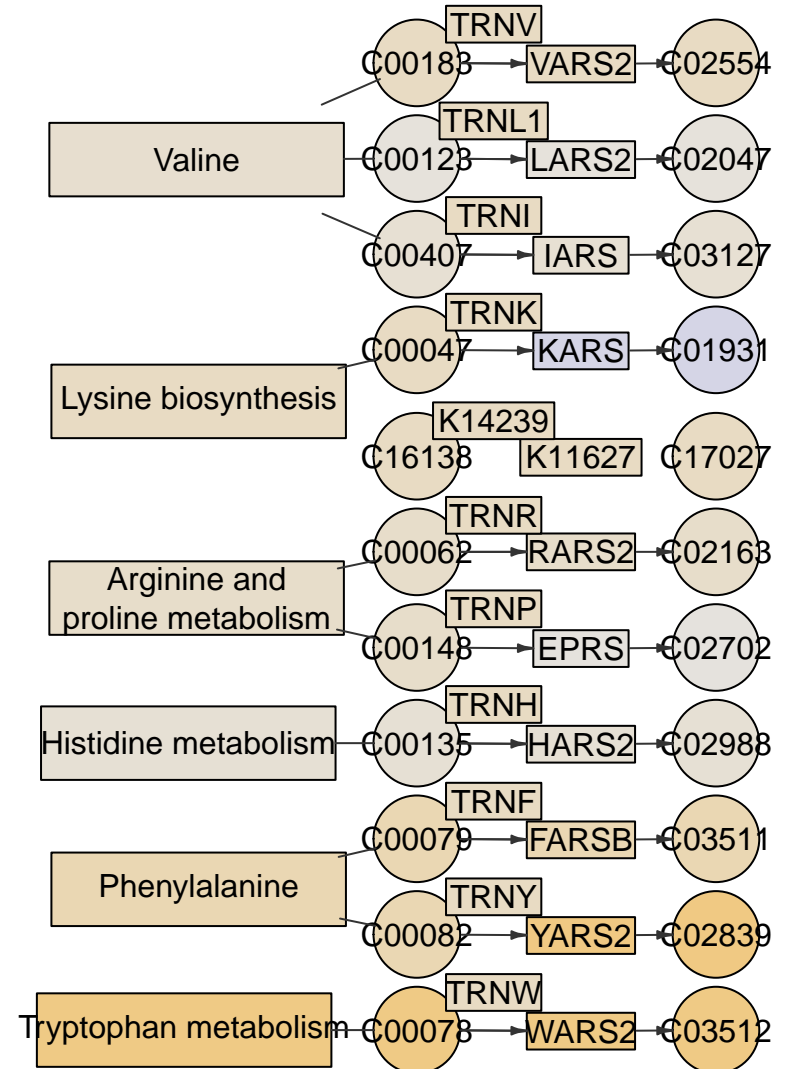 TRNV
C00183 VARS2 C02554
TRNL1
Valine C00123 LARS2 C02047
TRNI
C00407 IARS C03127
TRNK
C00047 KARS C01931
Lysine biosynthesis
K14239
C16138 K11627 C17027
TRNR
C00062 RARS2 C02163
Arginine and
proline metabolism
TRNP
C00148 EPRS C02702
TRNH
Histidine metabolism C00135 HARS2 C02988
TRNF
C00079 FARSB C03511
Phenylalanine
TRNY
C00082 YARS2 C02839
TRNW
Tryptophan metabolism C00078 WARS2 C03512